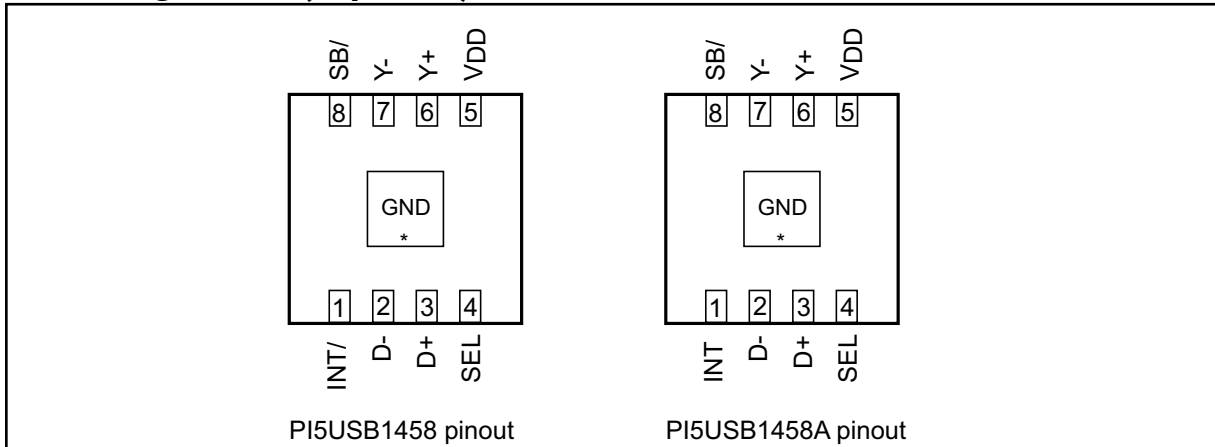 SB/ Y- Y+ VDD SB/ Y- Y+ VDD
8 7 6 5 8 7 6 5
GND GND
* *
1 2 3 4 1 2 3 4
INT/ D- D+ SEL INT D- D+ SEL
PI5USB1458 pinout PI5USB1458A pinout